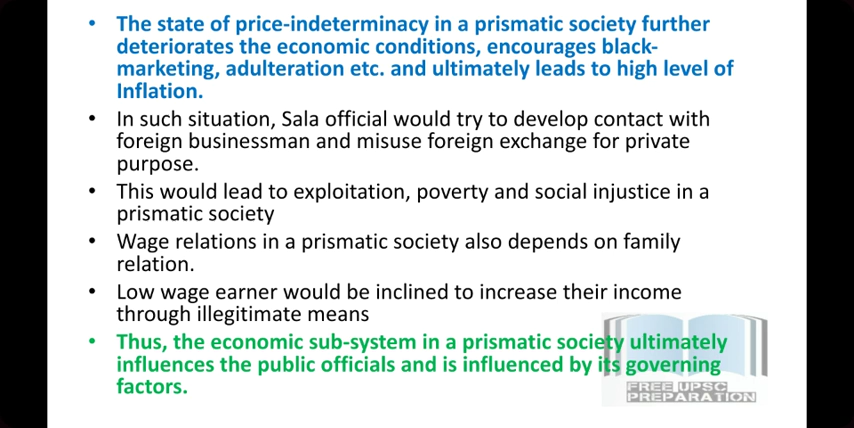 • The state of price-indeterminacy in a prismatic society further
deteriorates the economic conditions, encourages black-
marketing, adulteration etc. and ultimately leads to high level of
Inflation.
• In such situation, Sala official would try to develop contact with
foreign businessman and misuse foreign exchange for private
purpose.
• This would lead to exploitation, poverty and social injustice in a
prismatic society
• Wage relations in a prismatic society also depends on family
relation.
• Low wage earner would be inclined to increase their income
through illegitimate means
• Thus, the economic sub-system in a prismatic society ultimately
influences the public officials and is influenced by its governing
factors.
FREE UPSC
PREPARATION